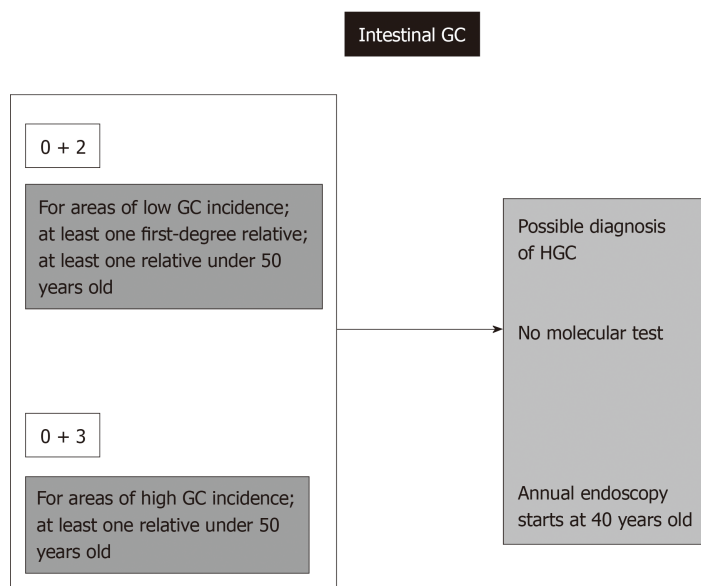 Intestinal GC
0 + 2
For areas of low GC incidence;
at least one first-degree relative;
at least one relative under 50
years old
0 + 3
For areas of high GC incidence;
at least one relative under 50
years old
Possible diagnosis
of HGC
No molecular test
Annual endoscopy
starts at 40 years old